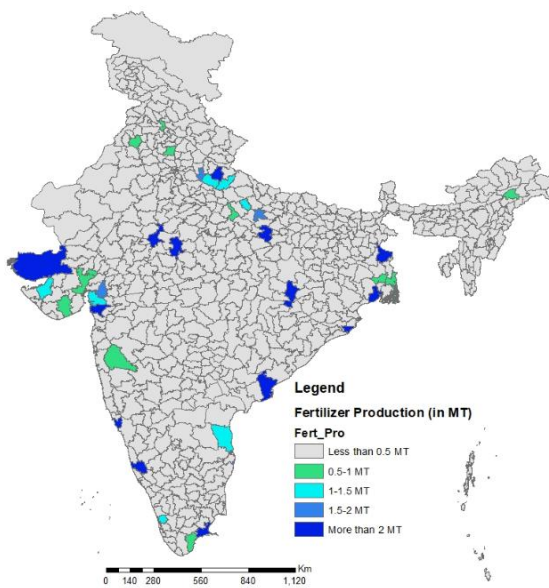 Legend
Fertilizer Production (in MT)
Fert_Pro
Less than 0.5 MT
0.5-1 MT
1-1.5 MT
1.5-2 MT
More than 2 MT
Km
0 140 280 560 840 1,120